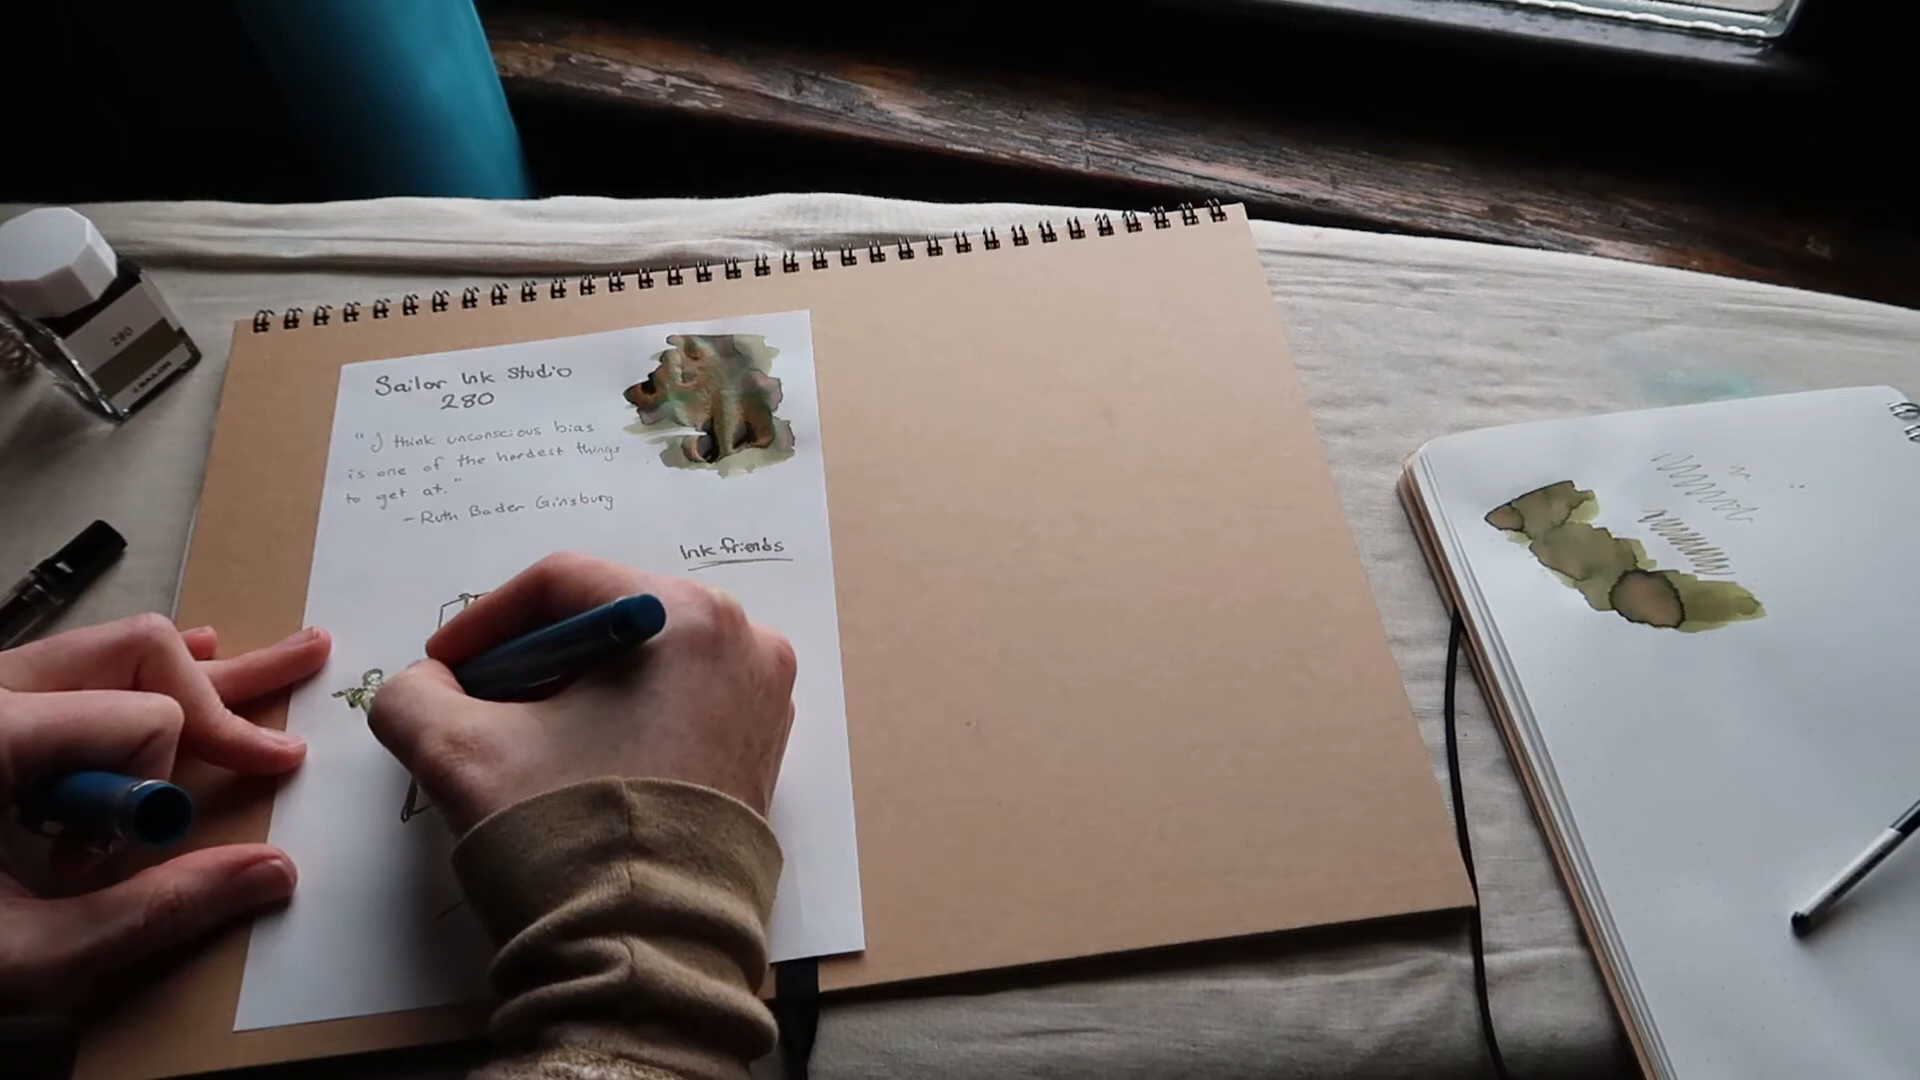 280
SAILOR
Sailor Ink Studio
280
"I think unconscious bias
is one of the hardest things
to get at."
- Ruth Bader Ginsburg
Ink friends